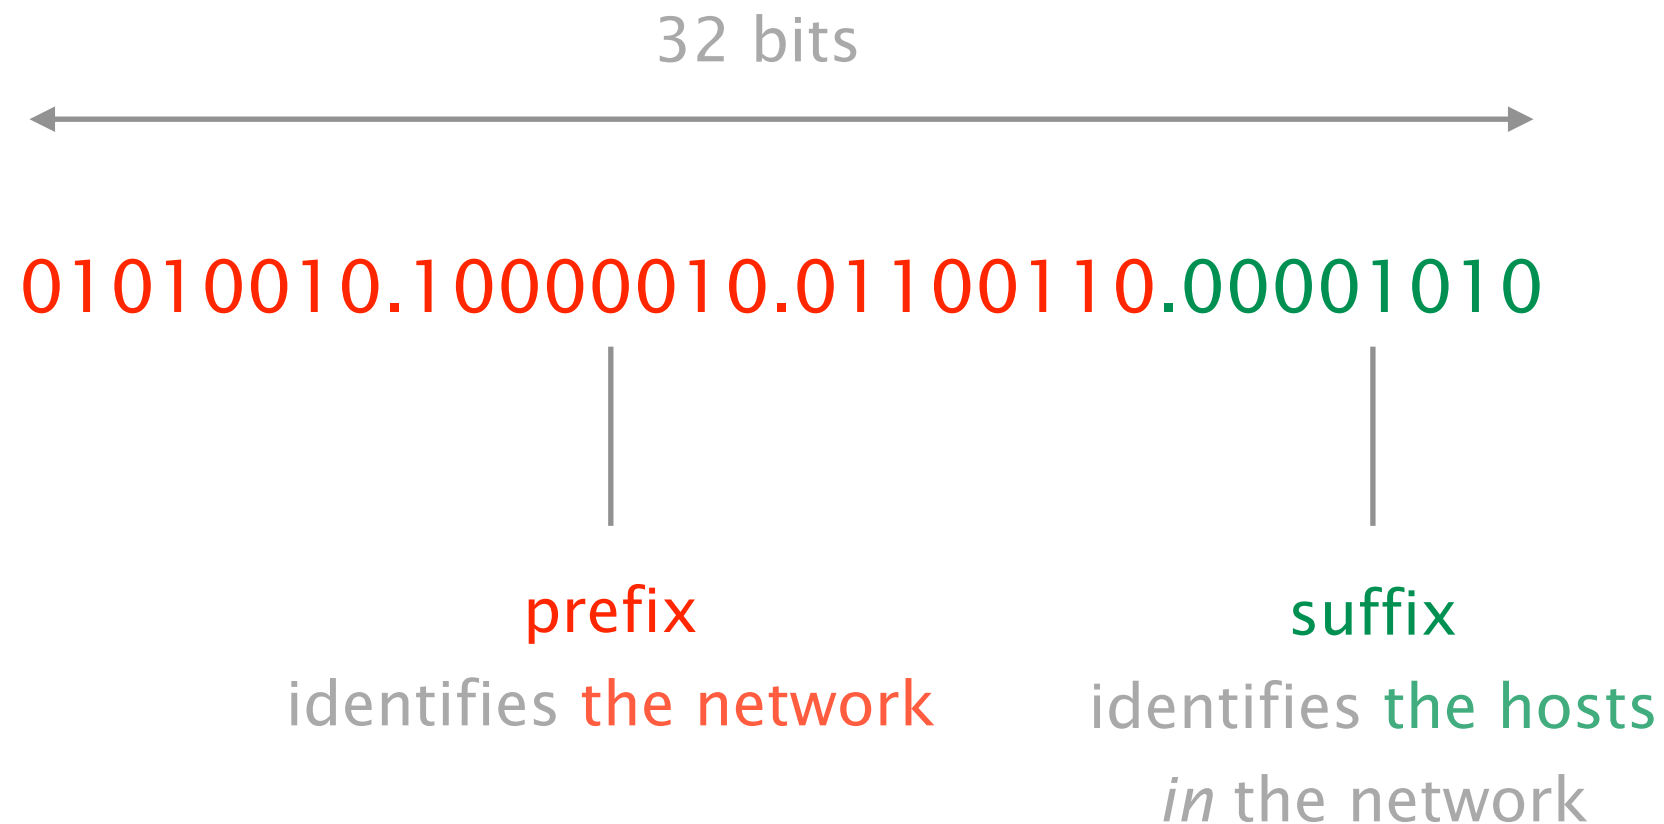 32 bits
01010010.10000010.01100110.00001010
prefix
identifies the network
suffix
identifies the hosts
in the network